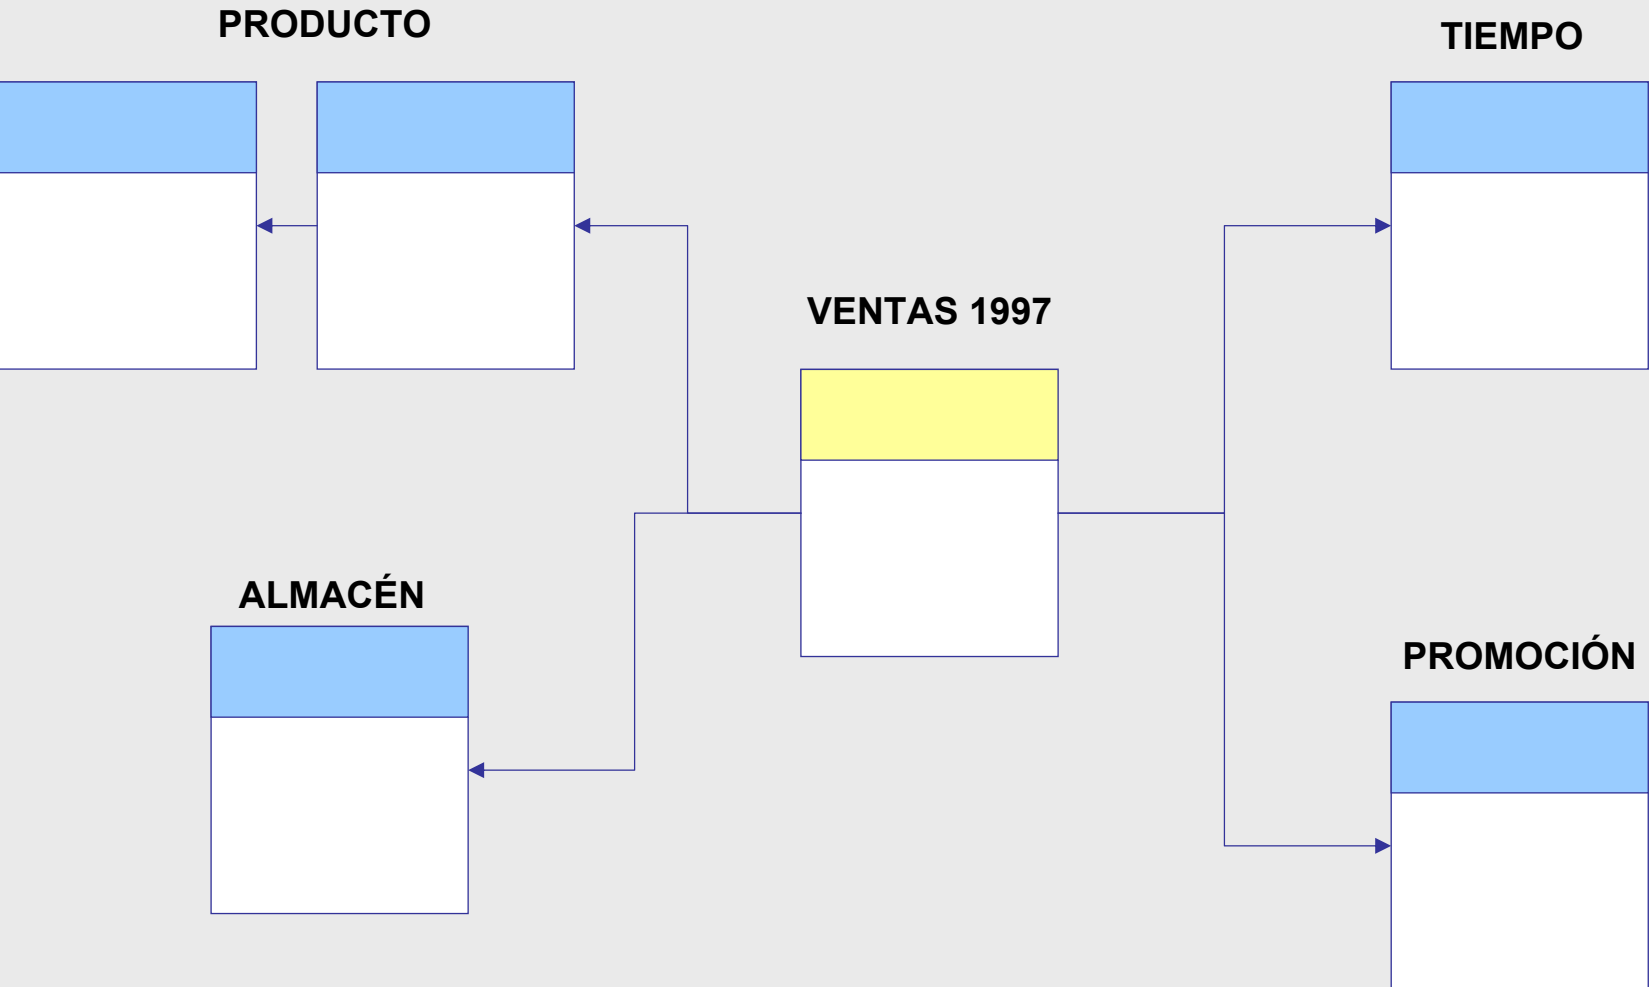 PRODUCTO
TIEMPO
VENTAS 1997
ALMACÉN
PROMOCIÓN